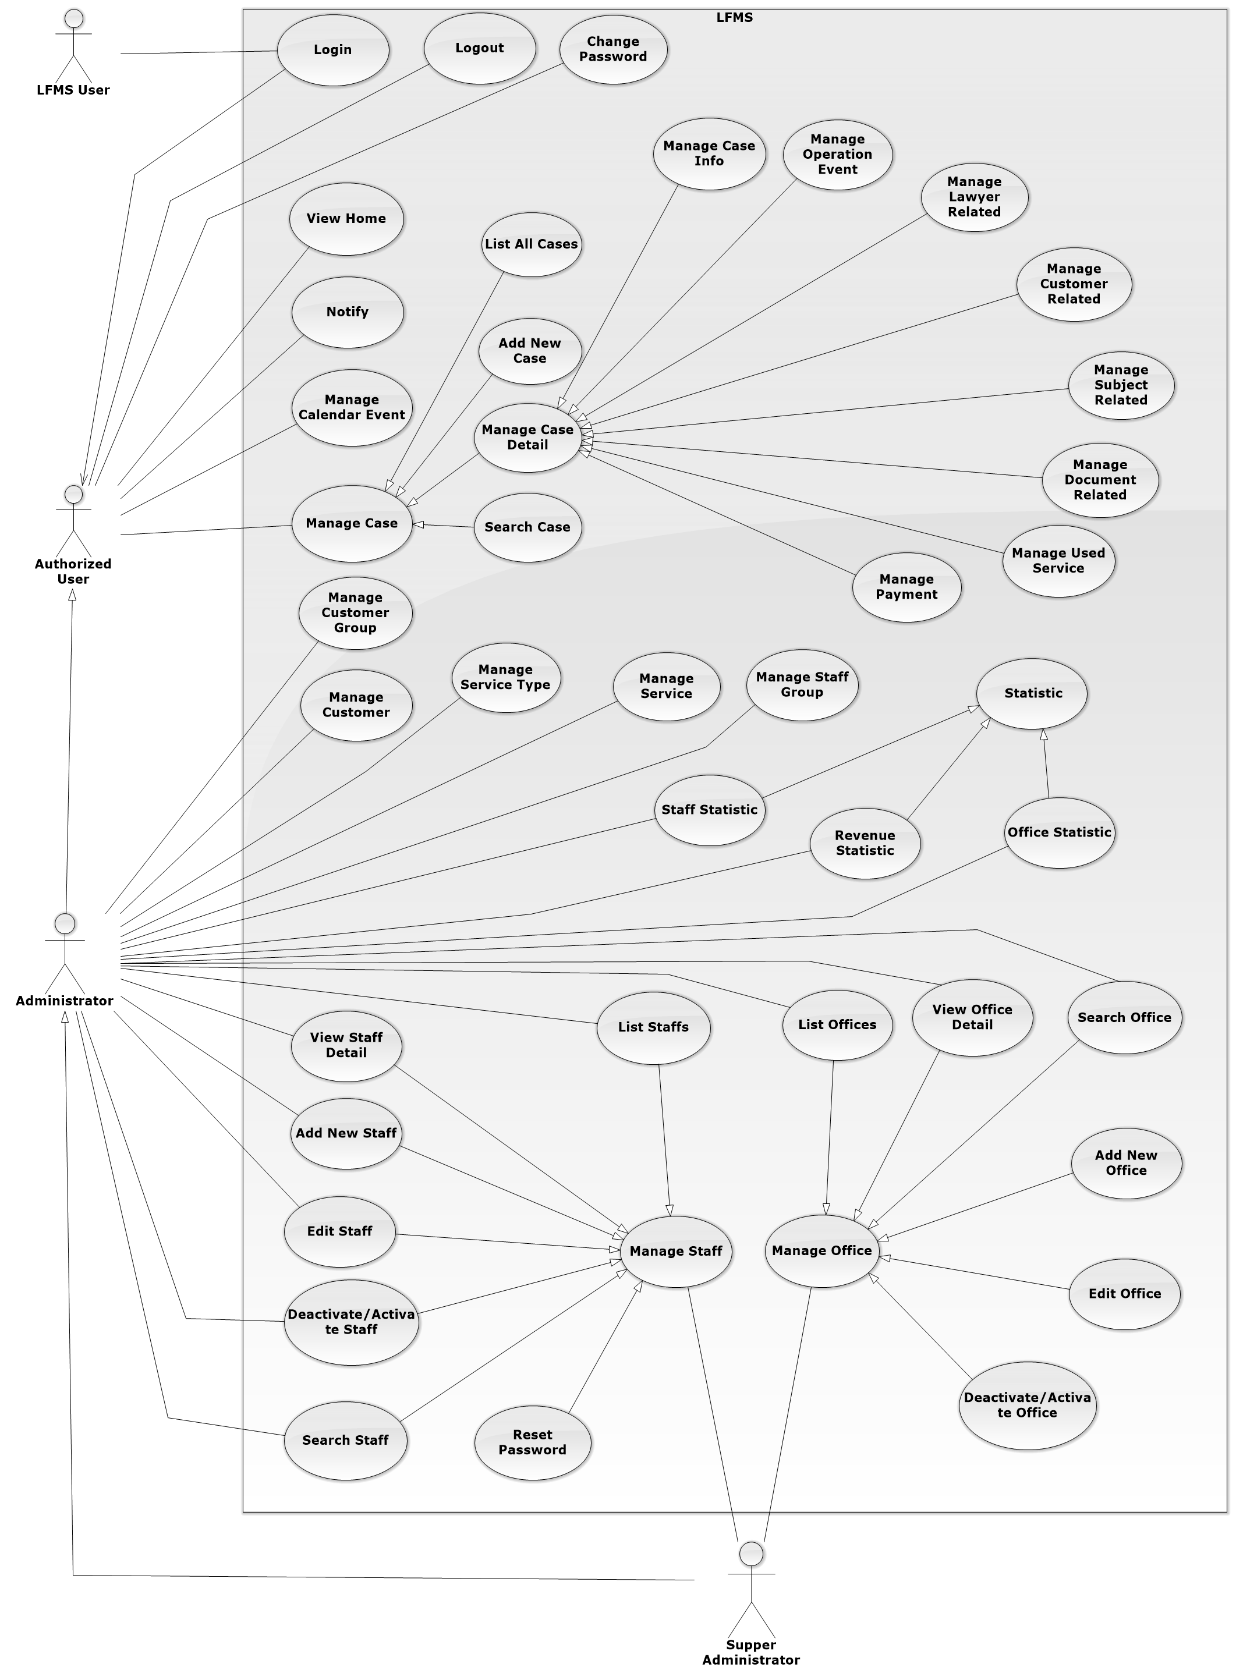 LFMS
LFMS User
Login
Logout
Change
Password
Manage Case
Info
Manage
Operation
Event
Manage
Lawyer
Related
View Home
List All Cases
Manage
Customer
Related
Notify
Add New
Case
Manage
Calendar Event
Manage
Subject
Related
Manage Case
Detail
Manage
Document
Related
Authorized
User
Manage Case
Search Case
Manage Used
Service
Manage
Payment
Manage
Customer
Group
Manage
Customer
Manage
Service Type
Manage
Service
Manage Staff
Group
Statistic
Staff Statistic
Revenue
Statistic
Office Statistic
Administrator
View Staff
Detail
List Staffs
List Offices
View Office
Detail
Search Office
Add New Staff
Add New
Office
Edit Staff
Manage Staff
Manage Office
Edit Office
Deactivate/Activa
te Staff
Deactivate/Activa
te Office
Search Staff
Reset
Password
Supper
Administrator